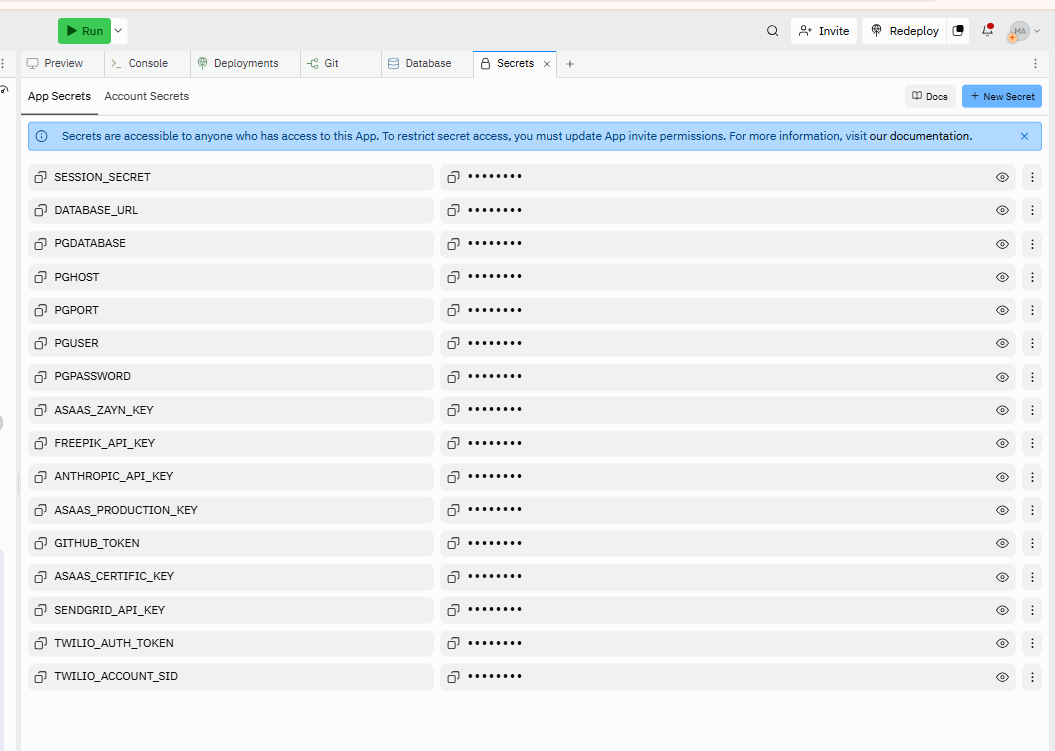 Run
Invite
Redeploy
MA
Preview
Console
Deployments
Git
Database
Secrets
App Secrets
Account Secrets
Docs
+ New Secret
Secrets are accessible to anyone who has access to this App. To restrict secret access, you must update App invite permissions. For more information, visit our documentation.
SESSION_SECRET ••••••••
DATABASE_URL ••••••••
PGDATABASE ••••••••
PGHOST ••••••••
PGPORT ••••••••
PGUSER ••••••••
PGPASSWORD ••••••••
ASAAS_ZAYN_KEY ••••••••
FREEPIK_API_KEY ••••••••
ANTHROPIC_API_KEY ••••••••
ASAAS_PRODUCTION_KEY ••••••••
GITHUB_TOKEN ••••••••
ASAAS_CERTIFIC_KEY ••••••••
SENDGRID_API_KEY ••••••••
TWILIO_AUTH_TOKEN ••••••••
TWILIO_ACCOUNT_SID ••••••••